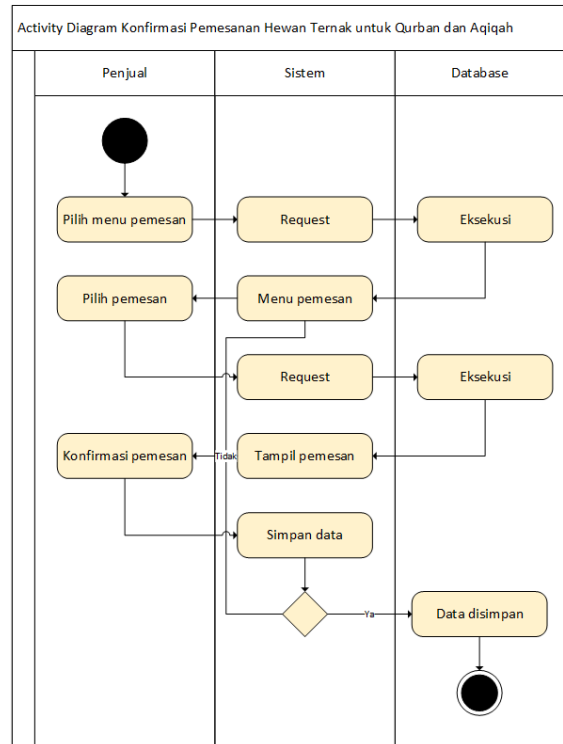 Activity Diagram Konfirmasi Pemesanan Hewan Ternak untuk Qurban dan Aqiqah
Penjual
Sistem
Database
Pilih menu pemesan
Request
Eksekusi
Pilih pemesan
Menu pemesan
Request
Eksekusi
Konfirmasi pemesan
Tidak
Tampil pemesan
Simpan data
Ya
Data disimpan